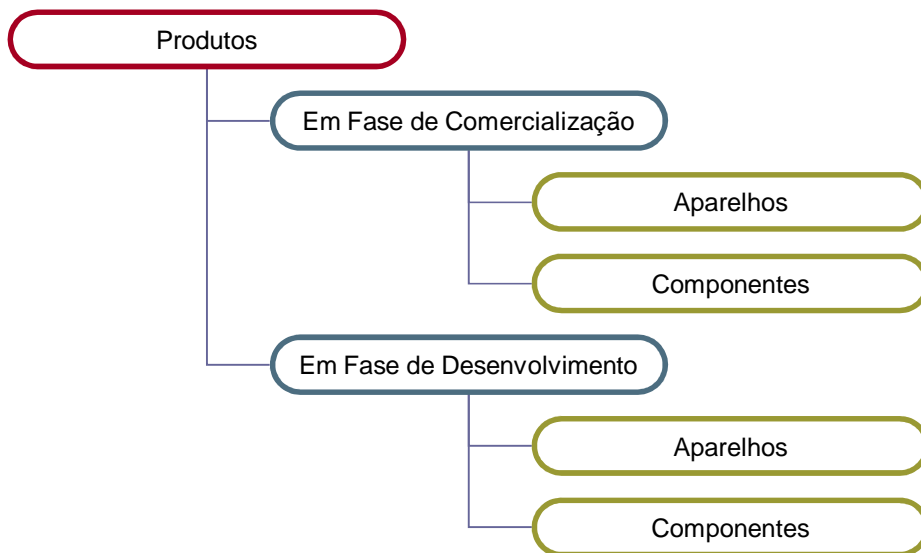 Produtos
Em Fase de Comercialização
Aparelhos
Componentes
Em Fase de Desenvolvimento
Aparelhos
Componentes